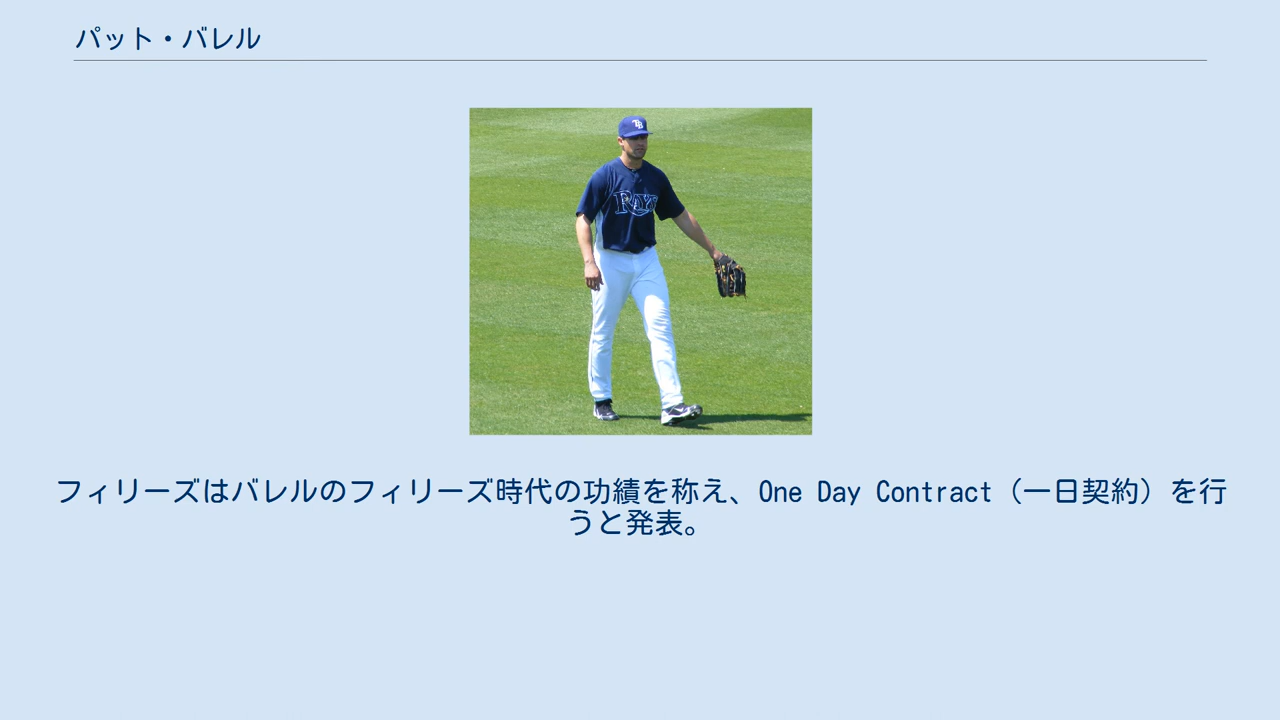 パット・バレル
TB
RAYS
フィリーズはバレルのフィリーズ時代の功績を称え、One Day Contract（一日契約）を行
うと発表。